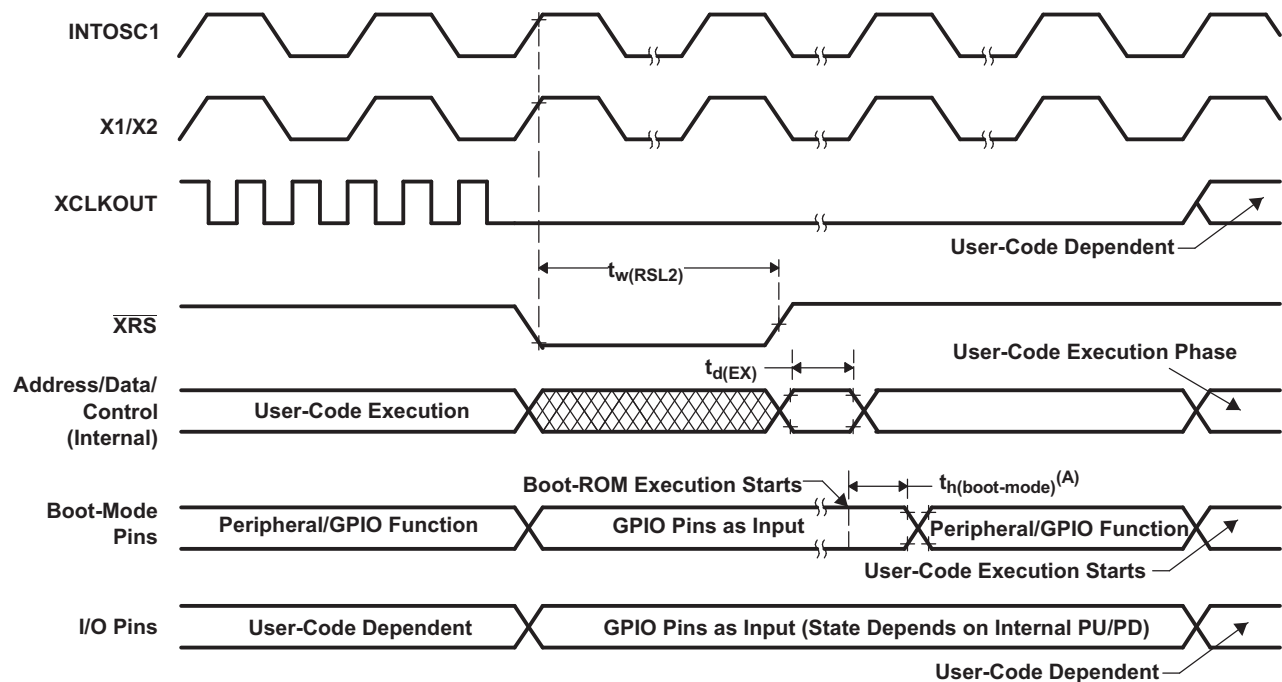 INTOSC1
X1/X2
XCLKOUT
User-Code Dependent
tw(RSL2)
XRS
User-Code Execution Phase
td(EX)
Address/Data/
Control
(Internal)
User-Code Execution
Boot-ROM Execution Starts
th(boot-mode)(A)
Boot-Mode
Pins
Peripheral/GPIO Function
GPIO Pins as Input
Peripheral/GPIO Function
User-Code Execution Starts
I/O Pins
User-Code Dependent
GPIO Pins as Input (State Depends on Internal PU/PD)
User-Code Dependent